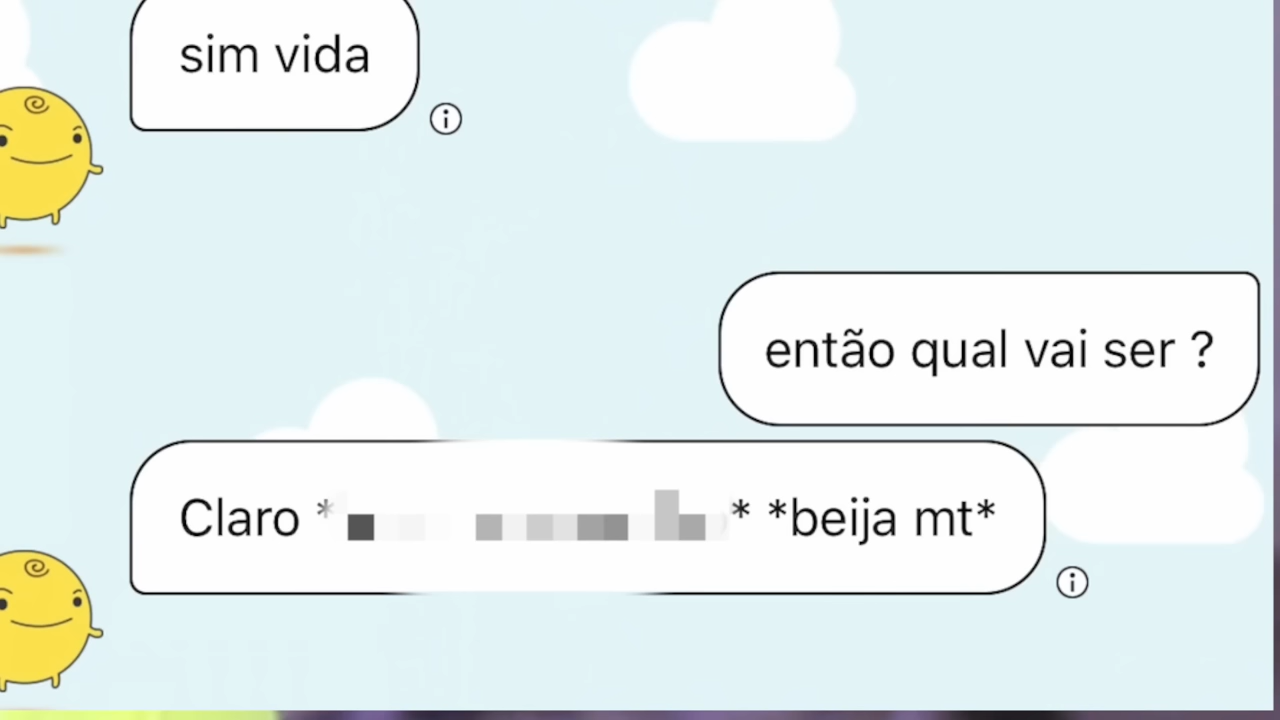 sim vida
então qual vai ser ?
Claro * * *beija mt*